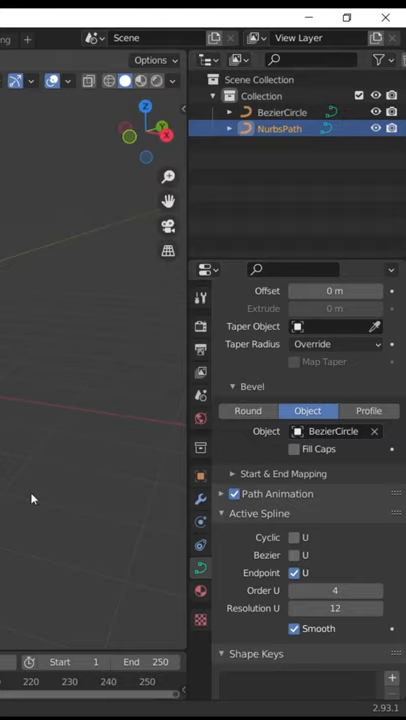 ng + Scene View Layer
Options
Scene Collection
Collection
BezierCircle
NurbsPath
Z
Y
X
Offset 0 m
Extrude 0 m
Taper Object
Taper Radius Override
Map Taper
Bevel
Round Object Profile
Object BezierCircle
Fill Caps
Start & End Mapping
Path Animation
Active Spline
Cyclic U
Bezier U
Endpoint U
Order U 4
Resolution U 12
Smooth
Shape Keys
Start 1 End 250
220 230 240 250
2.93.1